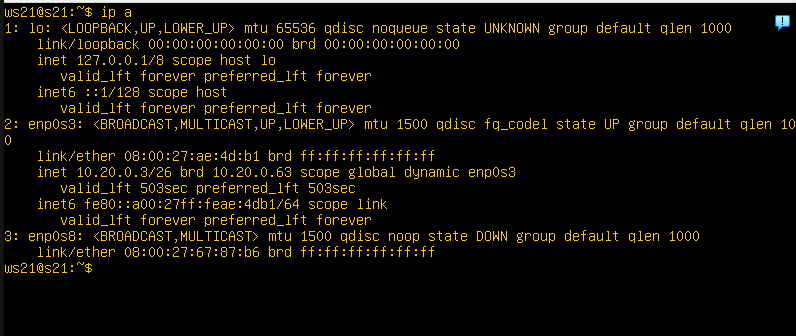 ws21@s21:~$ ip a
1: lo: <LOOPBACK,UP,LOWER_UP> mtu 65536 qdisc noqueue state UNKNOWN group default qlen 1000
    link/loopback 00:00:00:00:00:00 brd 00:00:00:00:00:00
    inet 127.0.0.1/8 scope host lo
       valid_lft forever preferred_lft forever
    inet6 ::1/128 scope host
       valid_lft forever preferred_lft forever
2: enp0s3: <BROADCAST,MULTICAST,UP,LOWER_UP> mtu 1500 qdisc fq_codel state UP group default qlen 100
0
    link/ether 08:00:27:ae:4d:b1 brd ff:ff:ff:ff:ff:ff
    inet 10.20.0.3/26 brd 10.20.0.63 scope global dynamic enp0s3
       valid_lft 503sec preferred_lft 503sec
    inet6 fe80::a00:27ff:feae:4db1/64 scope link
       valid_lft forever preferred_lft forever
3: enp0s8: <BROADCAST,MULTICAST> mtu 1500 qdisc noop state DOWN group default qlen 1000
    link/ether 08:00:27:67:87:b6 brd ff:ff:ff:ff:ff:ff
ws21@s21:~$